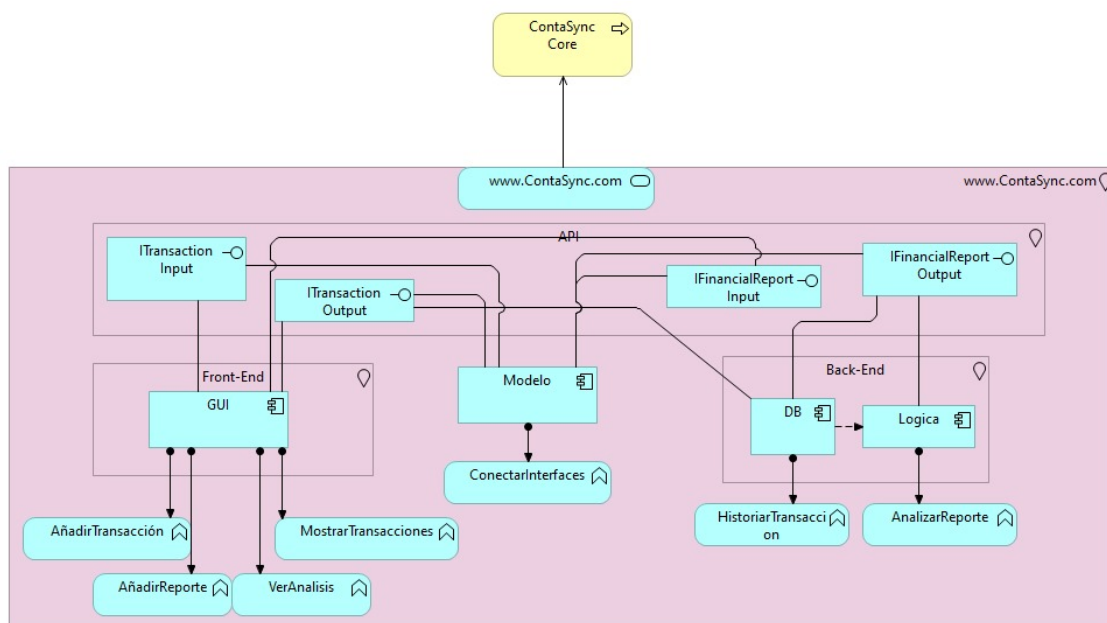 ContaSync
Core
www.ContaSync.com
www.ContaSync.com
API
ITransaction
Input
ITransaction
Output
IFinancialReport
Input
IFinancialReport
Output
Front-End
GUI
Modelo
Back-End
DB
Logica
ConectarInterfaces
AñadirTransacción
MostrarTransacciones
HistoriarTransacci
on
AnalizarReporte
AñadirReporte
VerAnalisis